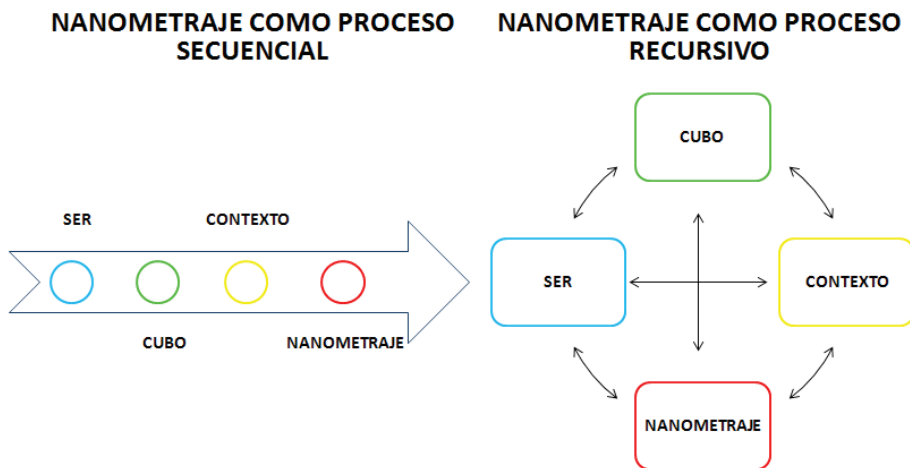 NANOMETRAJE COMO PROCESO
SECUENCIAL
SER
CONTEXTO
CUBO
NANOMETRAJE
NANOMETRAJE COMO PROCESO
RECURSIVO
CUBO
SER
CONTEXTO
NANOMETRAJE